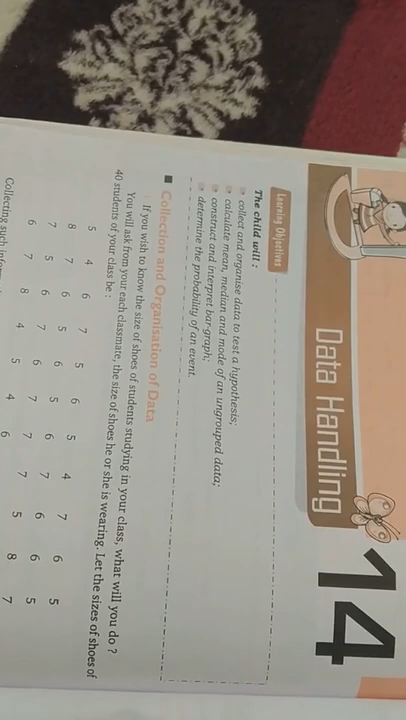 14
Data Handling
Learning Objectives
The child will :
collect and organise data to test a hypothesis;
calculate mean, median and mode of an ungrouped data;
construct and interpret bar-graph;
determine the probability of an event.
Collection and Organisation of Data
If you wish to know the size of shoes of students studying in your class, what will you do ?
You will ask from your each classmate, the size of shoes he or she is wearing. Let the sizes of shoes of
40 students of your class be :
5 4 6 7 5 6 5 4 7 6 5
8 7 6 5 6 5 6 7 6 6 5
7 5 6 7 6 7 7 7 5 8 7
6 7 8 4 5 4 6
Collecting such